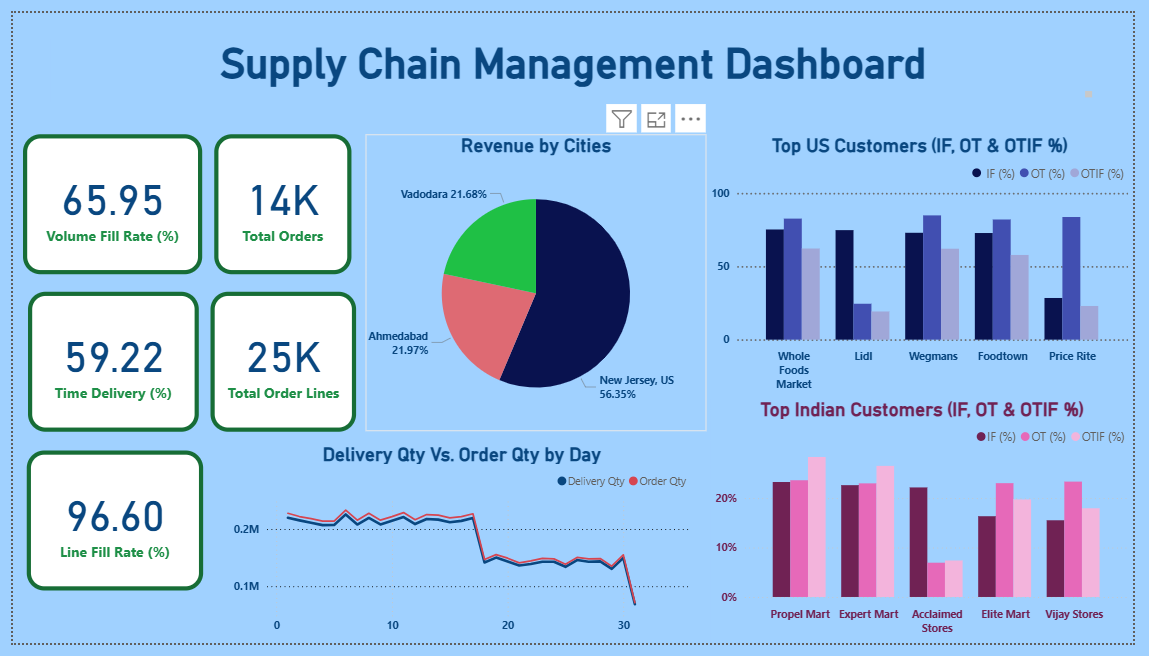 Supply Chain Management Dashboard
65.95
Volume Fill Rate (%)
14K
Total Orders
59.22
Time Delivery (%)
25K
Total Order Lines
96.60
Line Fill Rate (%)
Revenue by Cities
Vadodara 21.68%
Ahmedabad
21.97%
New Jersey, US
56.35%
Delivery Qty Vs. Order Qty by Day
Delivery Qty Order Qty
0.2M
0.1M
0 10 20 30
Top US Customers (IF, OT & OTIF %)
IF (%) OT (%) OTIF (%)
100
50
0
Whole
Foods
Market
Lidl
Wegmans
Foodtown
Price Rite
Top Indian Customers (IF, OT & OTIF %)
IF (%) OT (%) OTIF (%)
20%
10%
0%
Propel Mart
Expert Mart
Acclaimed
Stores
Elite Mart
Vijay Stores